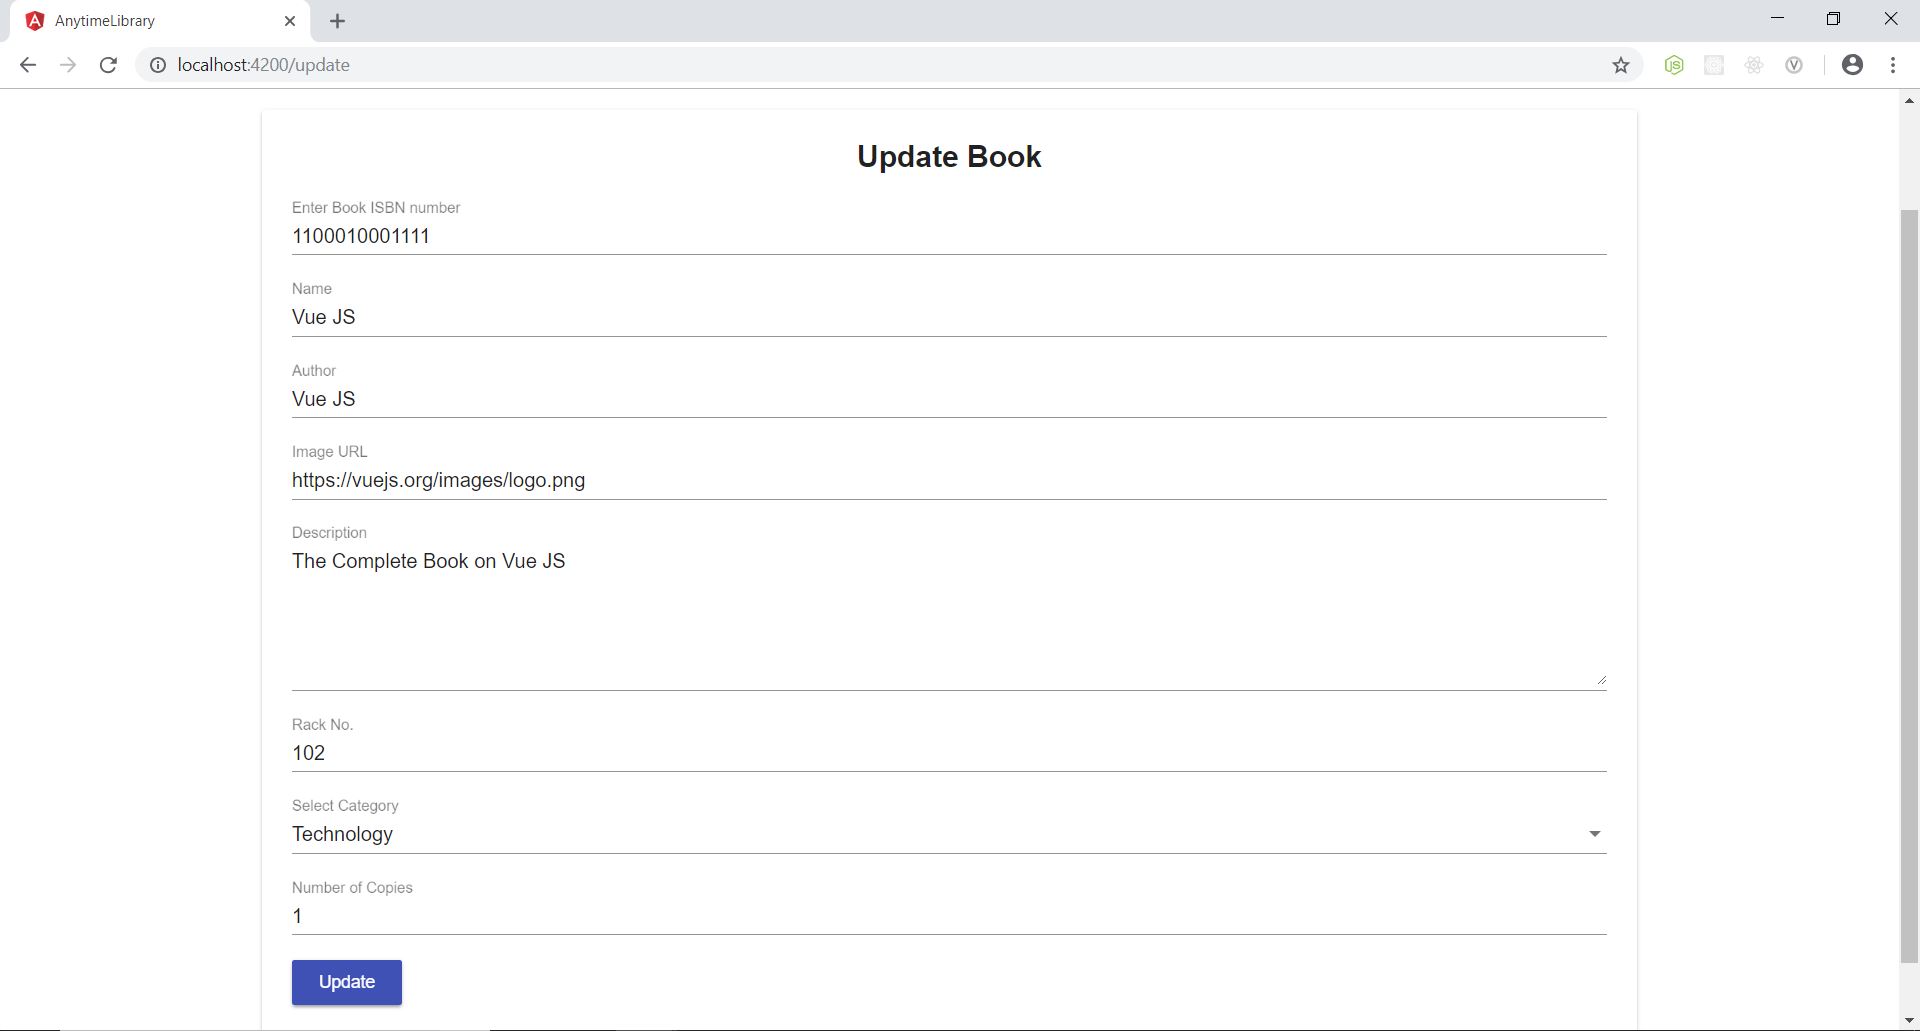 AnytimeLibrary
localhost:4200/update
Update Book
Enter Book ISBN number
1100010001111
Name
Vue JS
Author
Vue JS
Image URL
https://vuejs.org/images/logo.png
Description
The Complete Book on Vue JS
Rack No.
102
Select Category
Technology
Number of Copies
1
Update